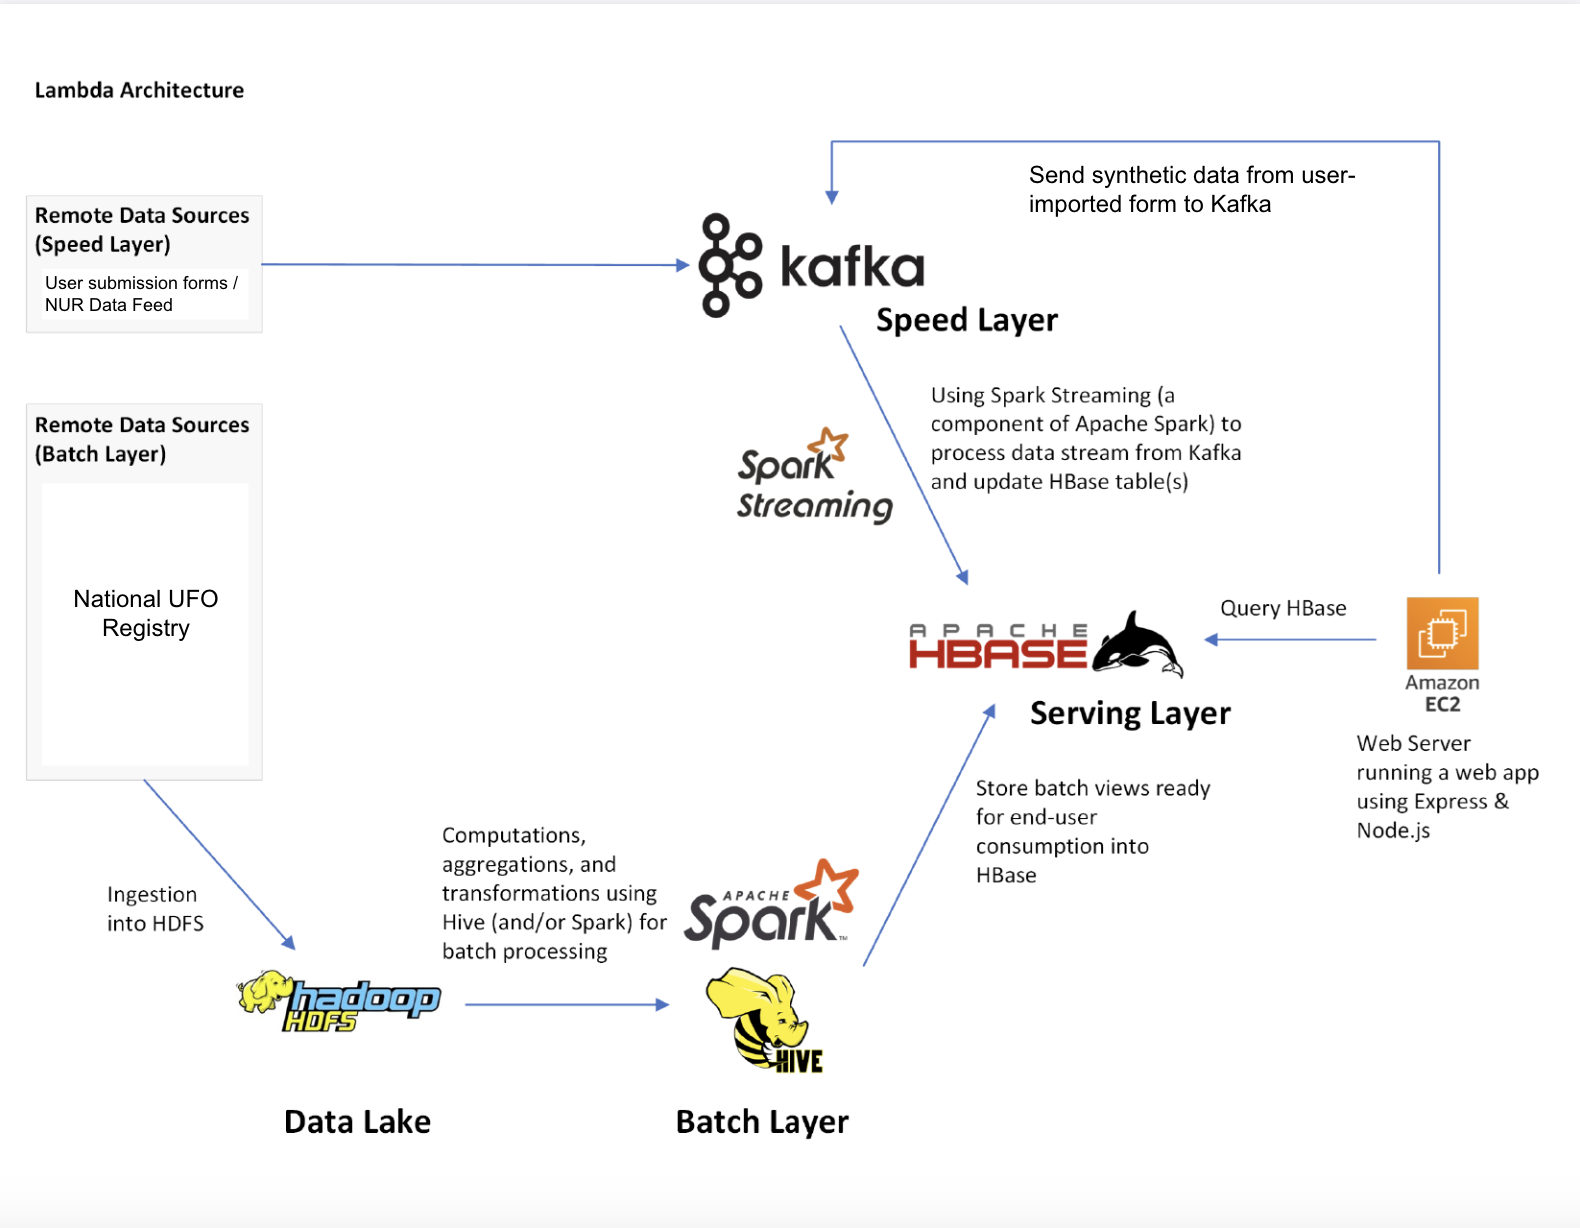 Lambda Architecture
Send synthetic data from user-
imported form to Kafka
Remote Data Sources
(Speed Layer)
User submission forms /
NUR Data Feed
kafka
Speed Layer
Remote Data Sources
(Batch Layer)
National UFO
Registry
Using Spark Streaming (a
component of Apache Spark) to
process data stream from Kafka
and update HBase table(s)
Spark
Streaming
APACHE
HBASE
Serving Layer
Query HBase
Amazon
EC2
Web Server
running a web app
using Express &
Node.js
Store batch views ready
for end-user
consumption into
HBase
Ingestion
into HDFS
Computations,
aggregations, and
transformations using
Hive (and/or Spark) for
batch processing
APACHE
Spark™
hadoop
HDFS
HIVE
Data Lake
Batch Layer